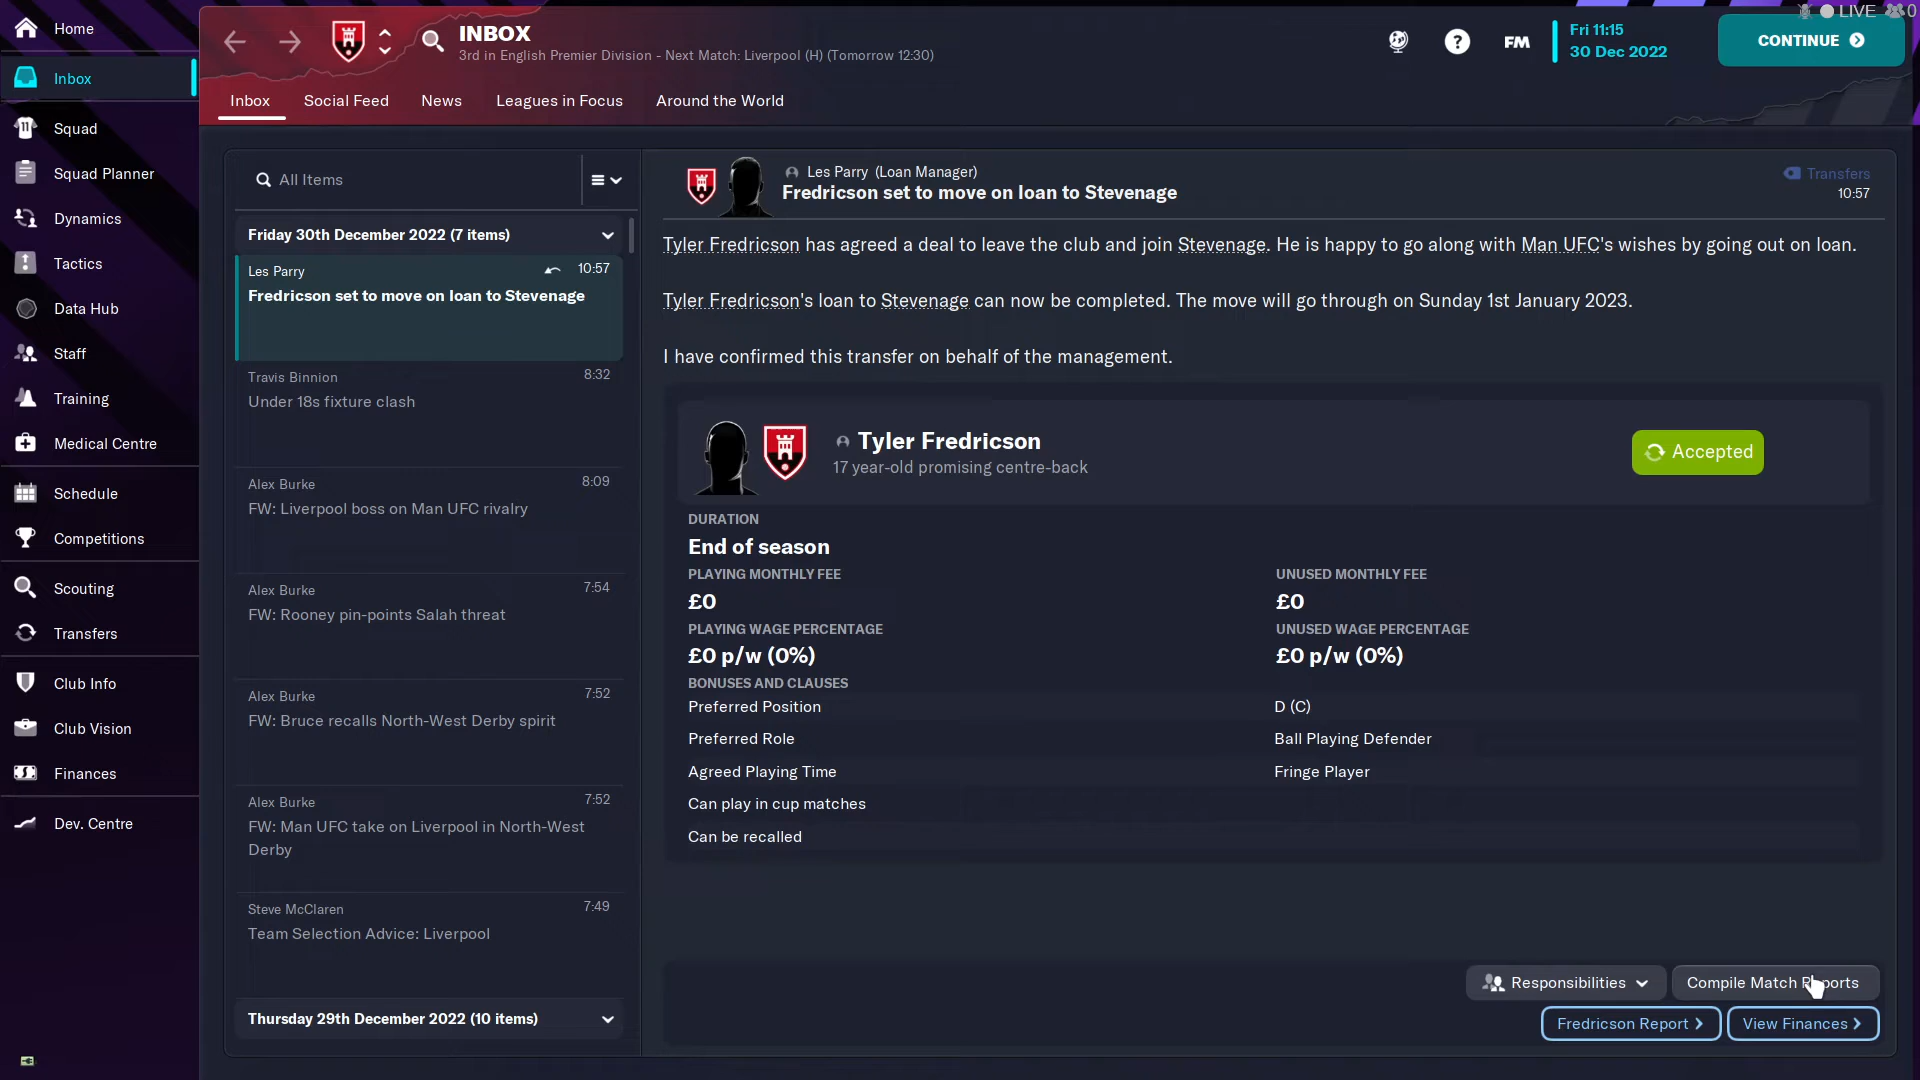 Home
Inbox
Squad
Squad Planner
Dynamics
Tactics
Data Hub
Staff
Training
Medical Centre
Schedule
Competitions
Scouting
Transfers
Club Info
Club Vision
Finances
Dev. Centre
INBOX
3rd in English Premier Division - Next Match: Liverpool (H) (Tomorrow 12:30)
FM
Fri 11:15
30 Dec 2022
LIVE 0
CONTINUE
Inbox Social Feed News Leagues in Focus Around the World
All Items
Friday 30th December 2022 (7 items)
Les Parry 10:57
Fredricson set to move on loan to Stevenage
Travis Binnion 8:32
Under 18s fixture clash
Alex Burke 8:09
FW: Liverpool boss on Man UFC rivalry
Alex Burke 7:54
FW: Rooney pin-points Salah threat
Alex Burke 7:52
FW: Bruce recalls North-West Derby spirit
Alex Burke 7:52
FW: Man UFC take on Liverpool in North-West
Derby
Steve McClaren 7:49
Team Selection Advice: Liverpool
Thursday 29th December 2022 (10 items)
Les Parry (Loan Manager)
Fredricson set to move on loan to Stevenage
Transfers
10:57
Tyler Fredricson has agreed a deal to leave the club and join Stevenage. He is happy to go along with Man UFC's wishes by going out on loan.
Tyler Fredricson's loan to Stevenage can now be completed. The move will go through on Sunday 1st January 2023.
I have confirmed this transfer on behalf of the management.
Tyler Fredricson
17 year-old promising centre-back
Accepted
DURATION
End of season
PLAYING MONTHLY FEE UNUSED MONTHLY FEE
£0 £0
PLAYING WAGE PERCENTAGE UNUSED WAGE PERCENTAGE
£0 p/w (0%) £0 p/w (0%)
BONUSES AND CLAUSES
Preferred Position D (C)
Preferred Role Ball Playing Defender
Agreed Playing Time Fringe Player
Can play in cup matches
Can be recalled
Responsibilities Compile Match Reports
Fredricson Report View Finances